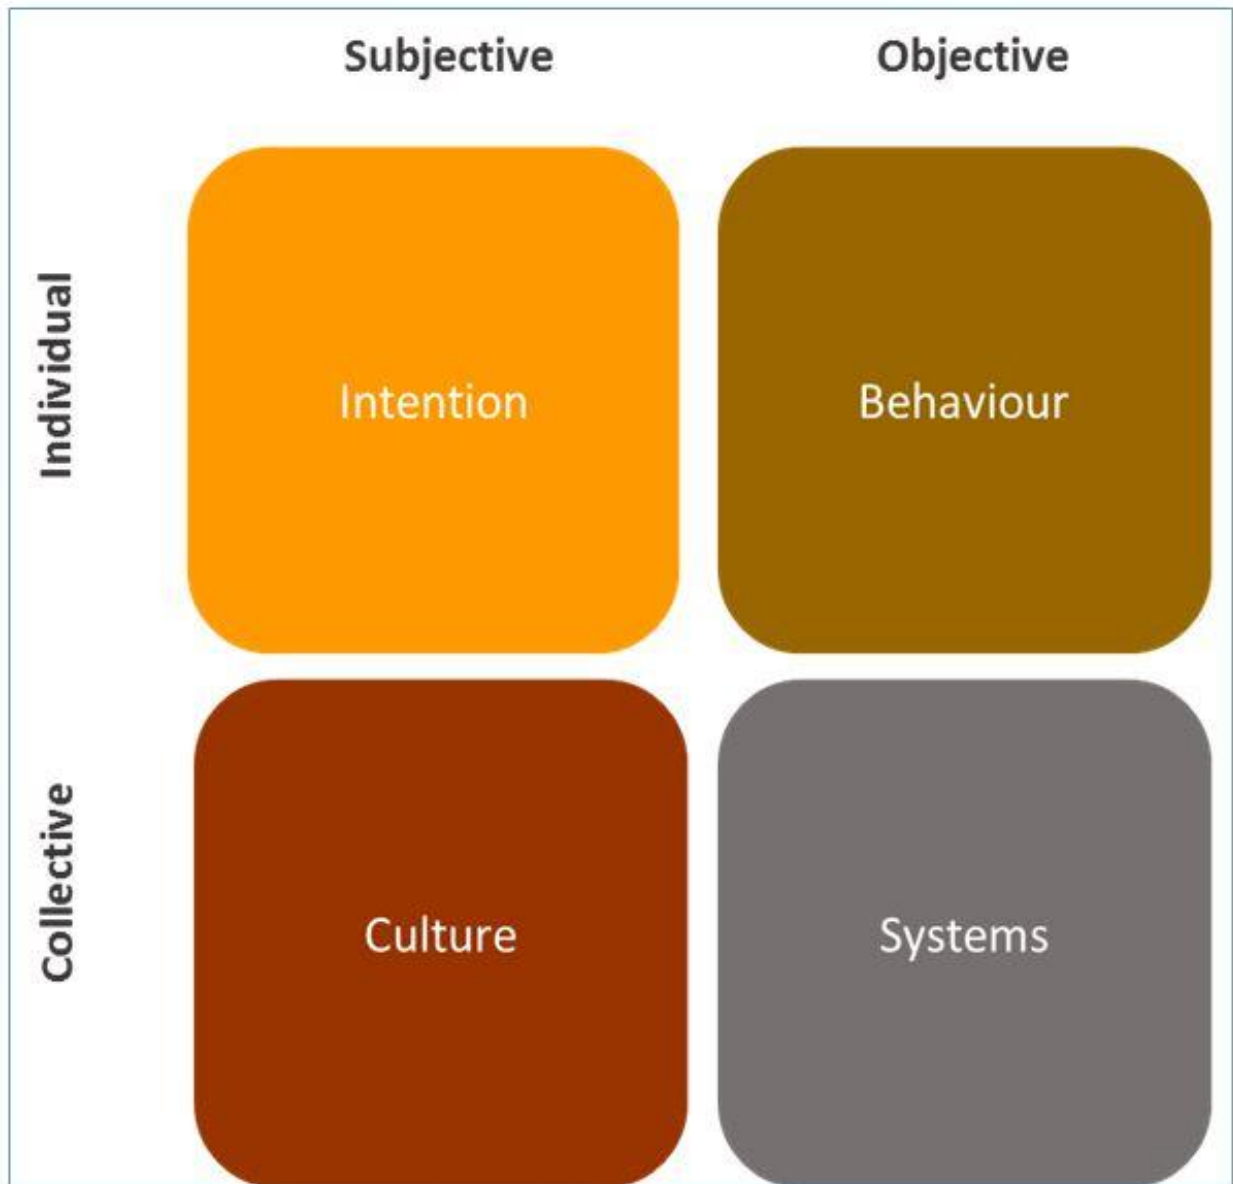 Subjective
Objective
Individual
Intention
Behaviour
Collective
Culture
Systems